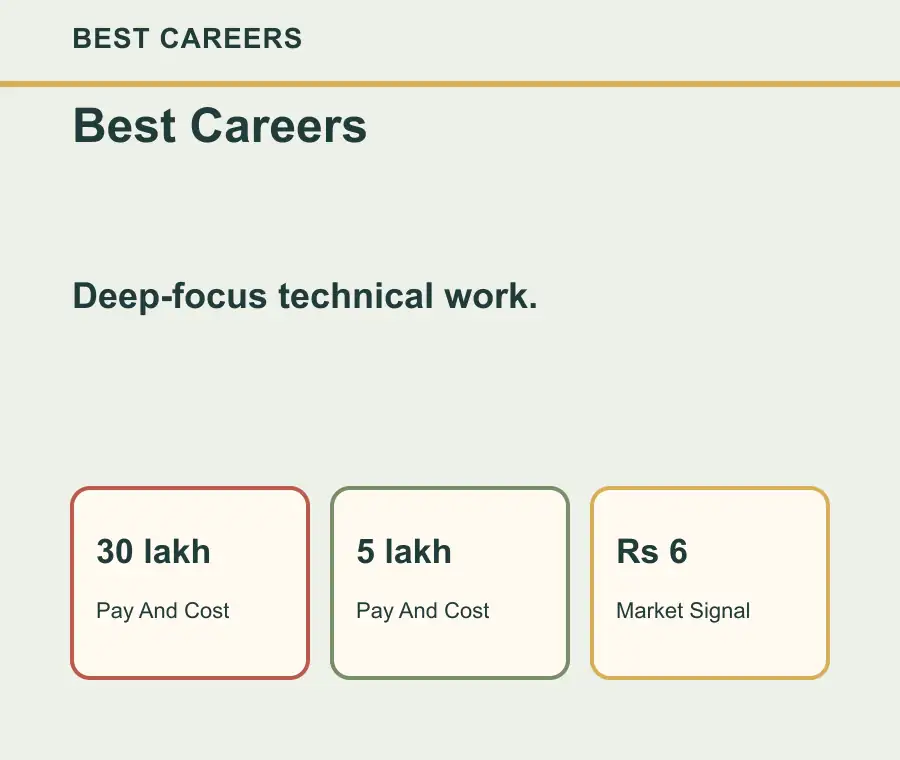 BEST CAREERS
Best Careers
Deep-focus technical work.
30 lakh
Pay And Cost
5 lakh
Pay And Cost
Rs 6
Market Signal